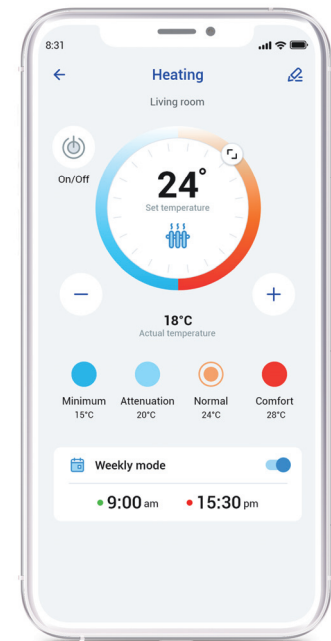 8:31
Heating
Living room
On/Off
24°
Set temperature
18°C
Actual temperature
Minimum
15°C
Attenuation
20°C
Normal
24°C
Comfort
28°C
Weekly mode
9:00 am
15:30 pm